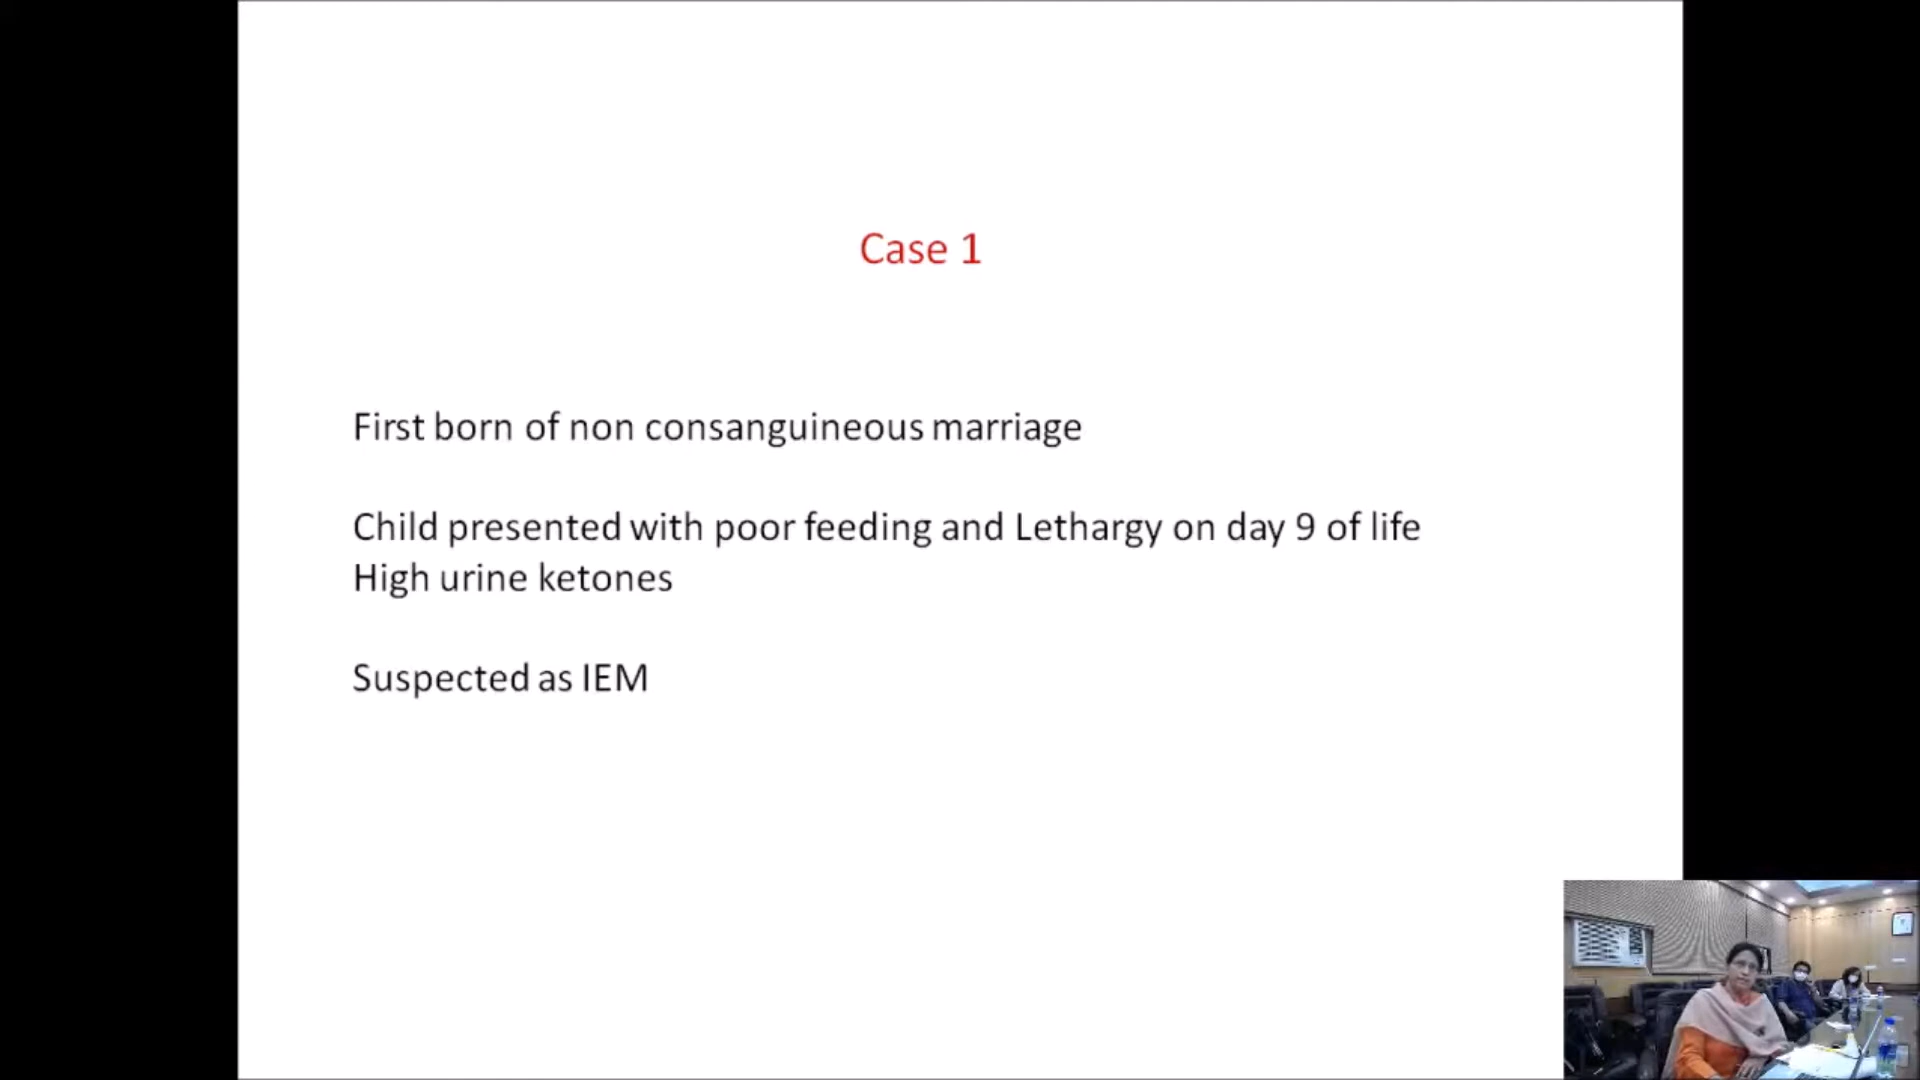 Case 1
First born of non consanguineous marriage
Child presented with poor feeding and Lethargy on day 9 of life
High urine ketones
Suspected as IEM